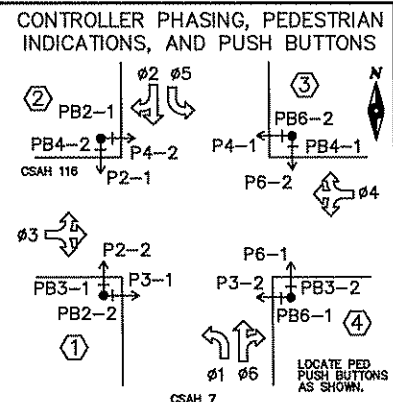 CONTROLLER PHASING, PEDESTRIAN
INDICATIONS, AND PUSH BUTTONS
2
ø2 ø5
3
N
PB2-1
PB6-2
PB4-2
P4-2
P4-1
PB4-1
CSAH 116
P2-1
P6-2
ø4
ø3
P2-2
P6-1
PB3-1
P3-1
P3-2
PB3-2
PB2-2
PB6-1
1
4
ø1 ø6
LOCATE PED
PUSH BUTTONS
AS SHOWN.
CSAH 7